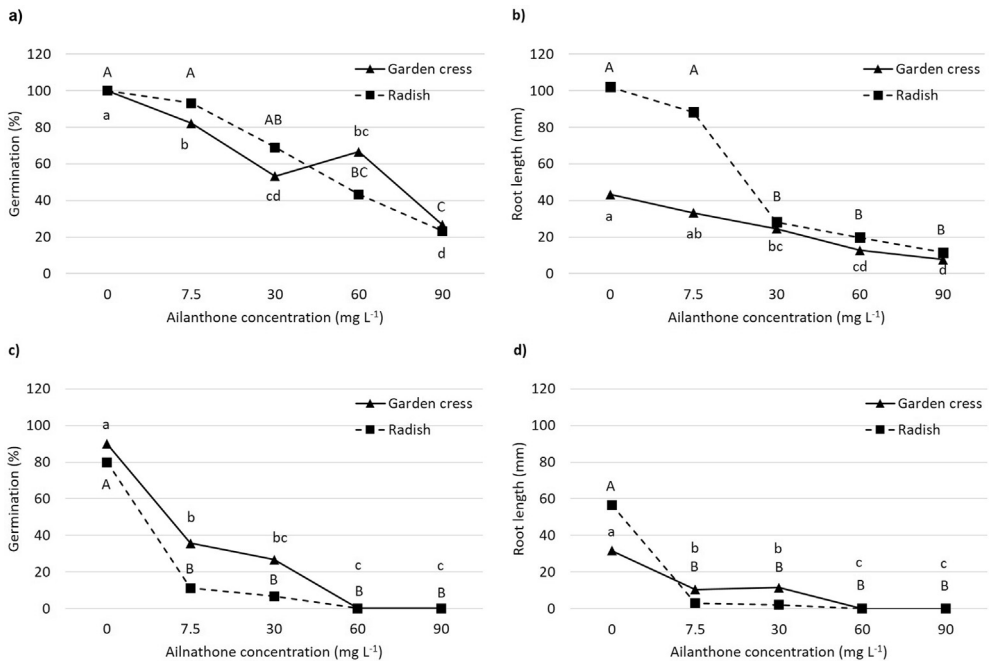 a)
120
100
80
60
40
20
0
Germination (%)
Garden cress
Radish
A
A
AB
bc
BC
C
a
b
cd
d
0 7.5 30 60 90
Ailanthone concentration (mg L-1)
b)
120
100
80
60
40
20
0
Root length (mm)
Garden cress
Radish
A
A
B
B
B
a
ab
bc
cd
d
0 7.5 30 60 90
Ailanthone concentration (mg L-1)
c)
120
100
80
60
40
20
0
Germination (%)
Garden cress
Radish
a
A
b
bc
c
c
B
B
B
B
0 7.5 30 60 90
Ailnathone concentration (mg L-1)
d)
120
100
80
60
40
20
0
Root length (mm)
Garden cress
Radish
A
a
b
b
c
c
B
B
B
B
0 7.5 30 60 90
Ailanthone concentration (mg L-1)